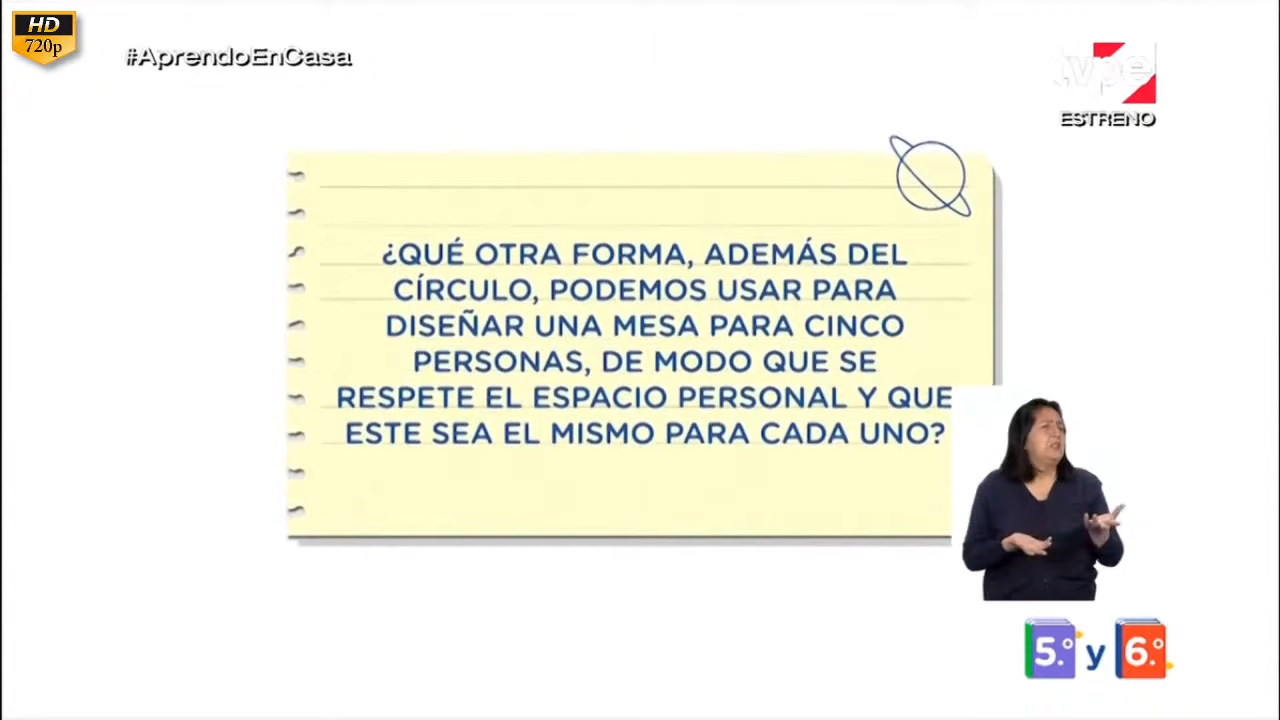 HD
720p
#AprendoEnCasa
tvpe
ESTRENO
¿QUÉ OTRA FORMA, ADEMÁS DEL
CÍRCULO, PODEMOS USAR PARA
DISEÑAR UNA MESA PARA CINCO
PERSONAS, DE MODO QUE SE
RESPETE EL ESPACIO PERSONAL Y QUE
ESTE SEA EL MISMO PARA CADA UNO?
5.° y 6.°